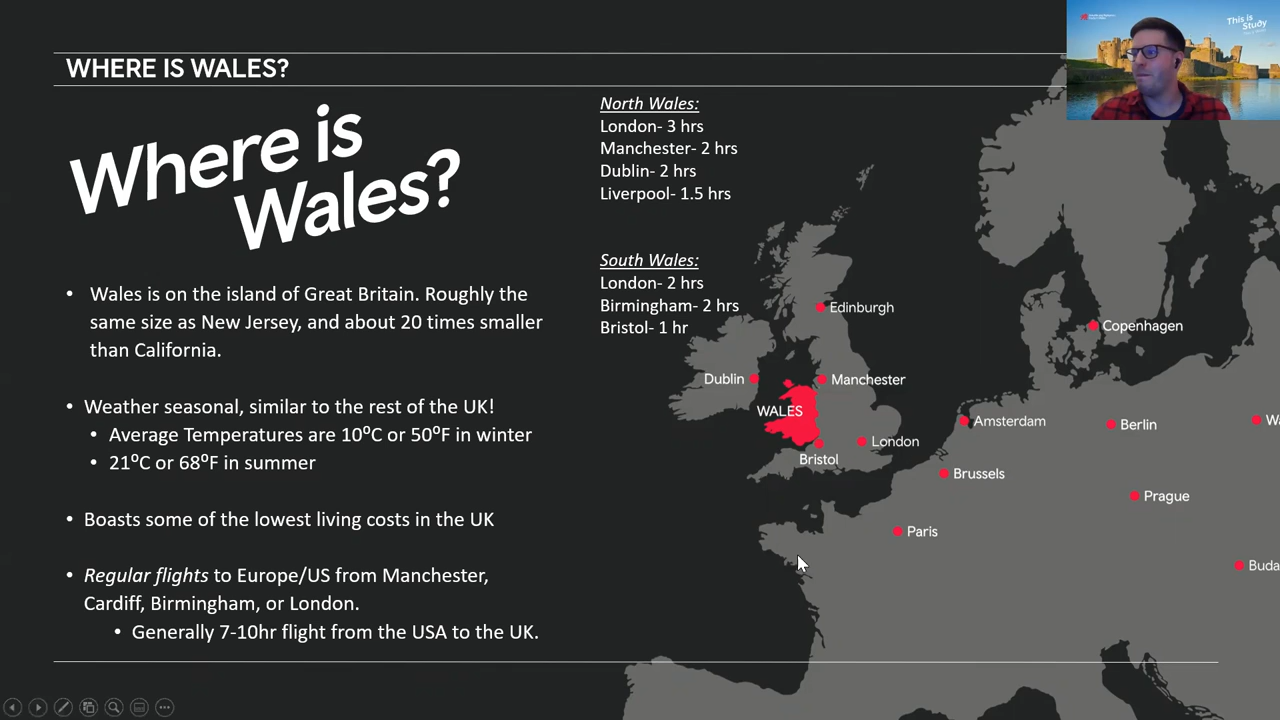 WHERE IS WALES?
Where is
Wales?
• Wales is on the island of Great Britain. Roughly the
same size as New Jersey, and about 20 times smaller
than California.
• Weather seasonal, similar to the rest of the UK!
• Average Temperatures are 10⁰C or 50⁰F in winter
• 21⁰C or 68⁰F in summer
• Boasts some of the lowest living costs in the UK
• Regular flights to Europe/US from Manchester,
Cardiff, Birmingham, or London.
• Generally 7-10hr flight from the USA to the UK.
North Wales:
London- 3 hrs
Manchester- 2 hrs
Dublin- 2 hrs
Liverpool- 1.5 hrs
South Wales:
London- 2 hrs
Birmingham- 2 hrs
Bristol- 1 hr
Edinburgh
Copenhagen
Dublin
Manchester
WALES
Amsterdam
Berlin
Wa
London
Bristol
Brussels
Prague
Paris
Buda
This is
Study